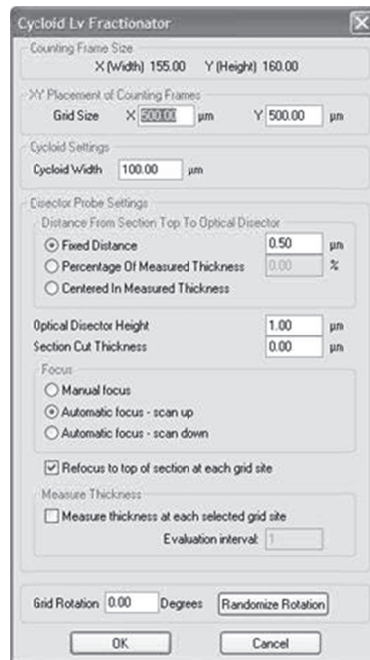 Cycloid Lv Fractionator
Counting Frame Size
X (Width) 155.00 Y (Height) 160.00
XY Placement of Counting Frames
Grid Size X 500.00 µm Y 500.00 µm
Cycloid Settings
Cycloid Width 100.00 µm
Disector Probe Settings
Distance From Section Top To Optical Disector
Fixed Distance 0.50 µm
Percentage Of Measured Thickness 0.00 %
Centered In Measured Thickness
Optical Disector Height 1.00 µm
Section Cut Thickness 0.00 µm
Focus
Manual focus
Automatic focus - scan up
Automatic focus - scan down
Refocus to top of section at each grid site
Measure Thickness
Measure thickness at each selected grid site
Evaluation interval: 1
Grid Rotation 0.00 Degrees Randomize Rotation
OK Cancel